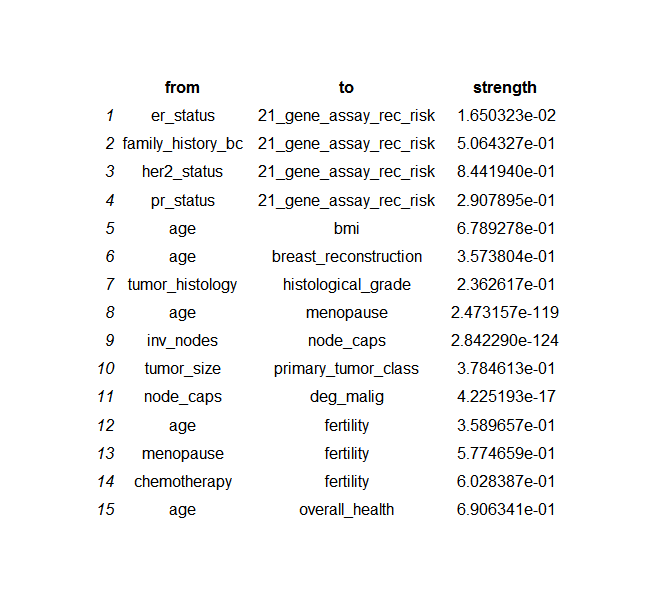 from to strength
1 er_status 21_gene_assay_rec_risk 1.650323e-02
2 family_history_bc 21_gene_assay_rec_risk 5.064327e-01
3 her2_status 21_gene_assay_rec_risk 8.441940e-01
4 pr_status 21_gene_assay_rec_risk 2.907895e-01
5 age bmi 6.789278e-01
6 age breast_reconstruction 3.573804e-01
7 tumor_histology histological_grade 2.362617e-01
8 age menopause 2.473157e-119
9 inv_nodes node_caps 2.842290e-124
10 tumor_size primary_tumor_class 3.784613e-01
11 node_caps deg_malig 4.225193e-17
12 age fertility 3.589657e-01
13 menopause fertility 5.774659e-01
14 chemotherapy fertility 6.028387e-01
15 age overall_health 6.906341e-01